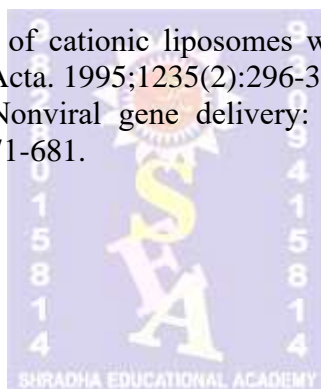 of cationic liposomes w
Acta. 1995;1235(2):296-3
Nonviral gene delivery:
71-681.
S
E
A
SHRADHA EDUCATIONAL ACADEMY